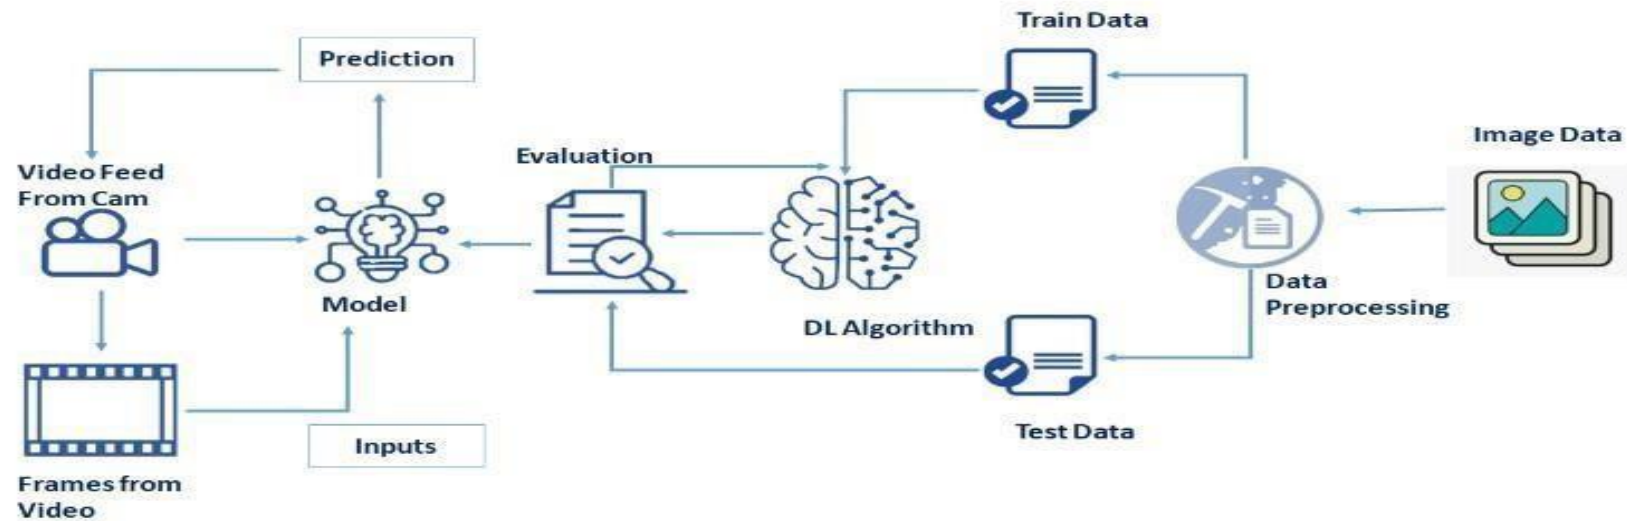 Train Data
Prediction
Image Data
Evaluation
Video Feed
From Cam
Model
Data
Preprocessing
DL Algorithm
Test Data
Inputs
Frames from
Video